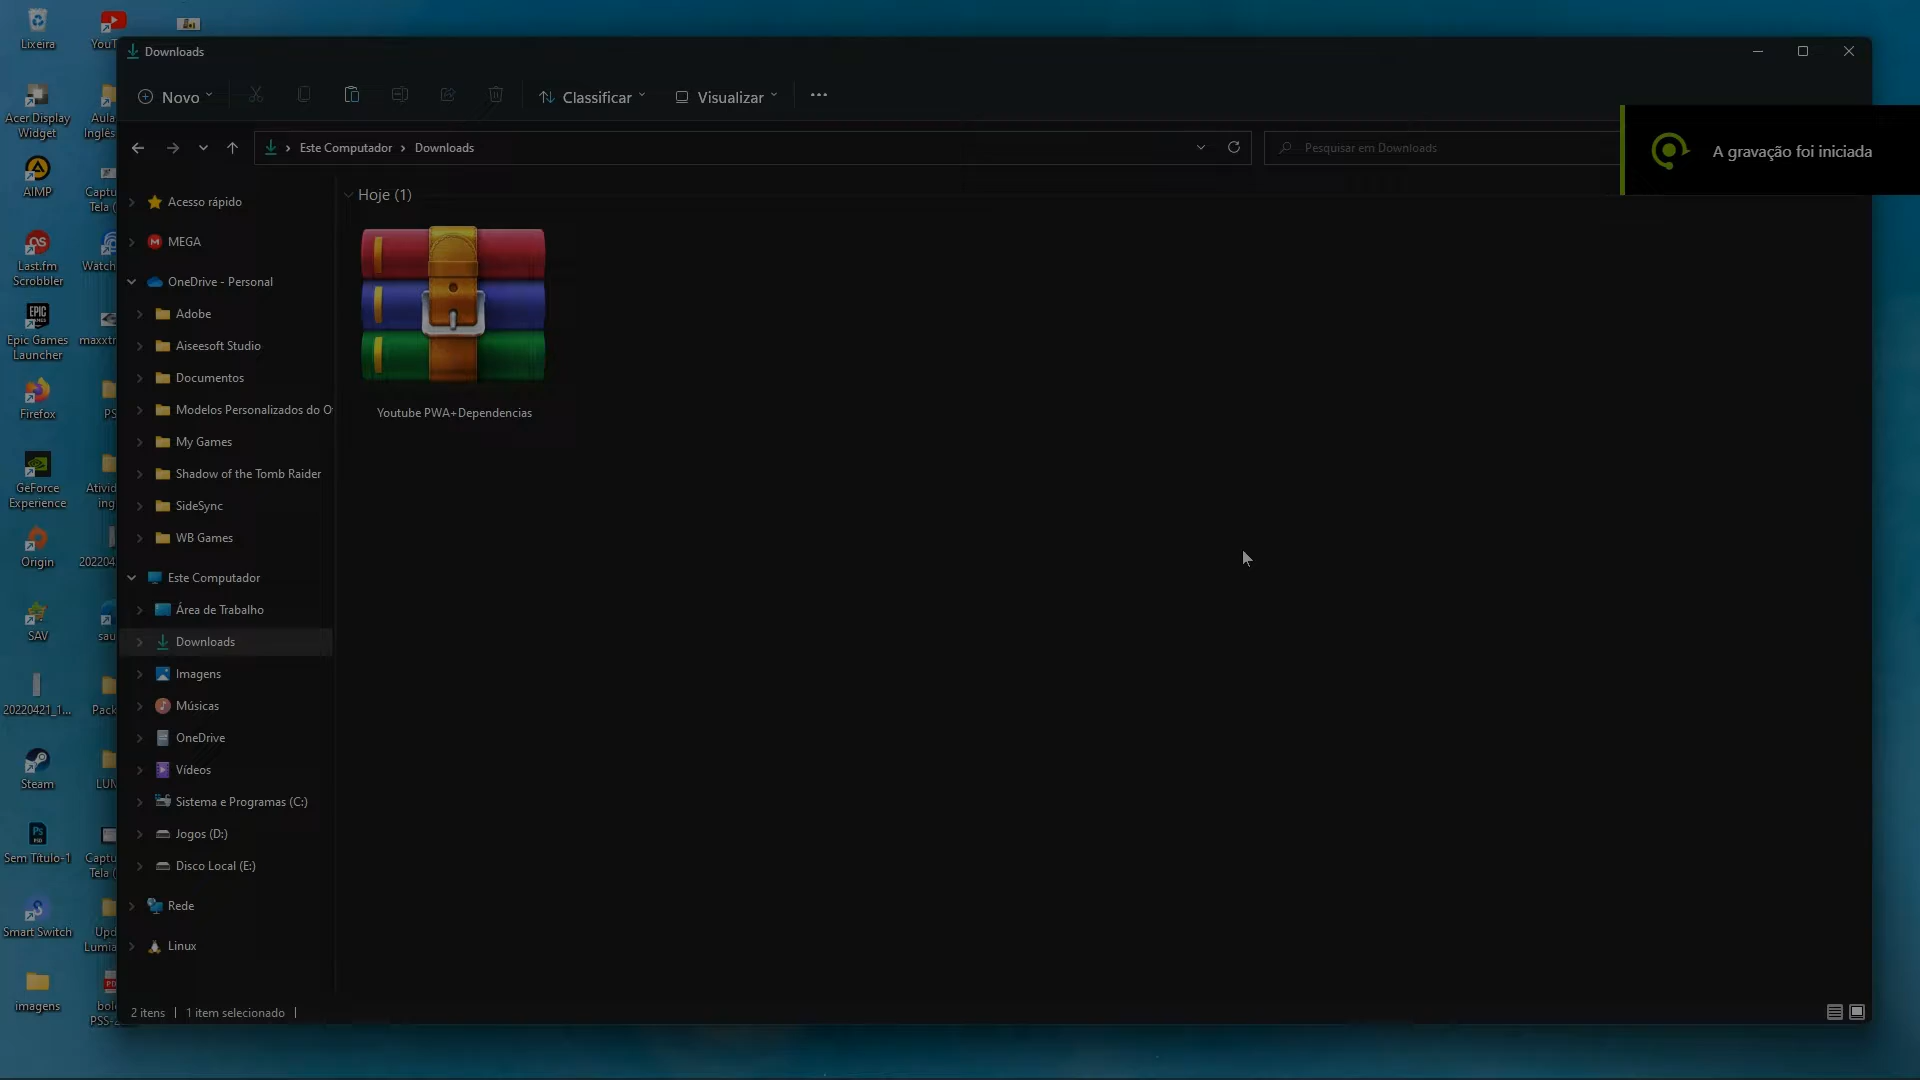 Lixeira
Acer Display
Widget
Aula
Inglês
AIMP
Last.fm
Scrobbler
EPIC
GAMES
Epic Games
Launcher
Firefox
GeForce
Experience
Origin
SAV
20220421_1...
Steam
Ps
Sem Título-1
Smart Switch
imagens
Downloads
Novo
Classificar
Visualizar
Este Computador
Downloads
Pesquisar em Downloads
A gravação foi iniciada
Acesso rápido
MEGA
OneDrive - Personal
Adobe
Aiseesoft Studio
Documentos
Modelos Personalizados do O
My Games
Shadow of the Tomb Raider
SideSync
WB Games
Este Computador
Área de Trabalho
Downloads
Imagens
Músicas
OneDrive
Vídeos
Sistema e Programas (C:)
Jogos (D:)
Disco Local (E:)
Rede
Linux
Hoje (1)
Youtube PWA+Dependencias
2 itens
1 item selecionado